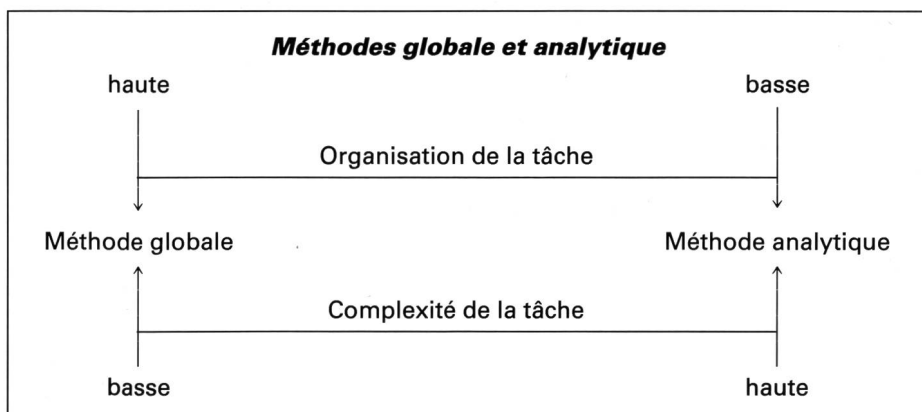 Méthodes globale et analytique
haute basse
Organisation de la tâche
Méthode globale Méthode analytique
Complexité de la tâche
basse haute